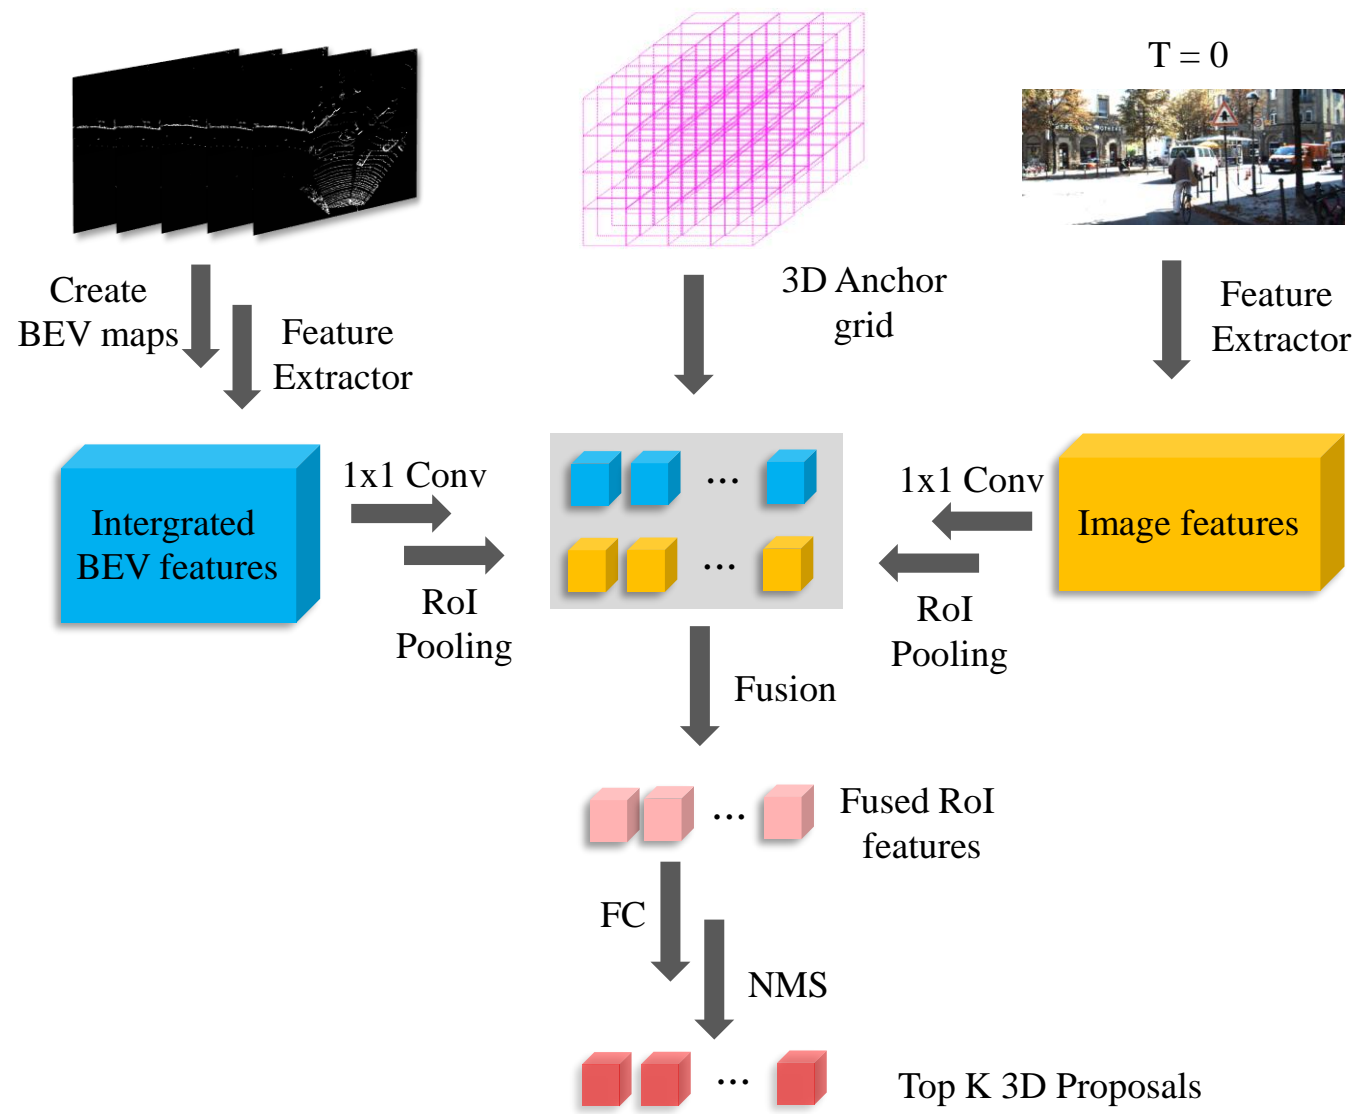 T = 0
Create
BEV maps
Feature
Extractor
3D Anchor
grid
Feature
Extractor
1x1 Conv
1x1 Conv
Intergrated
BEV features
Image features
RoI
Pooling
RoI
Pooling
...
...
Fusion
...
Fused RoI
features
FC
NMS
...
Top K 3D Proposals